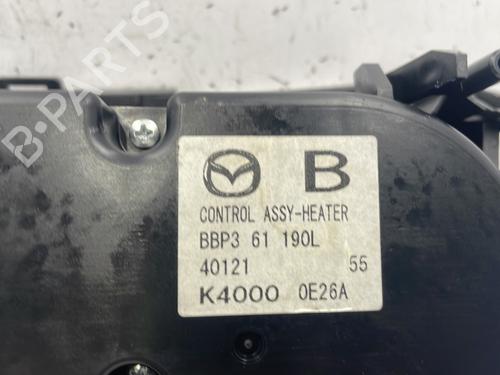 B-PARTS
B
CONTROL ASSY-HEATER
BBP3 61 190L
40121 55
K4000 0E26A